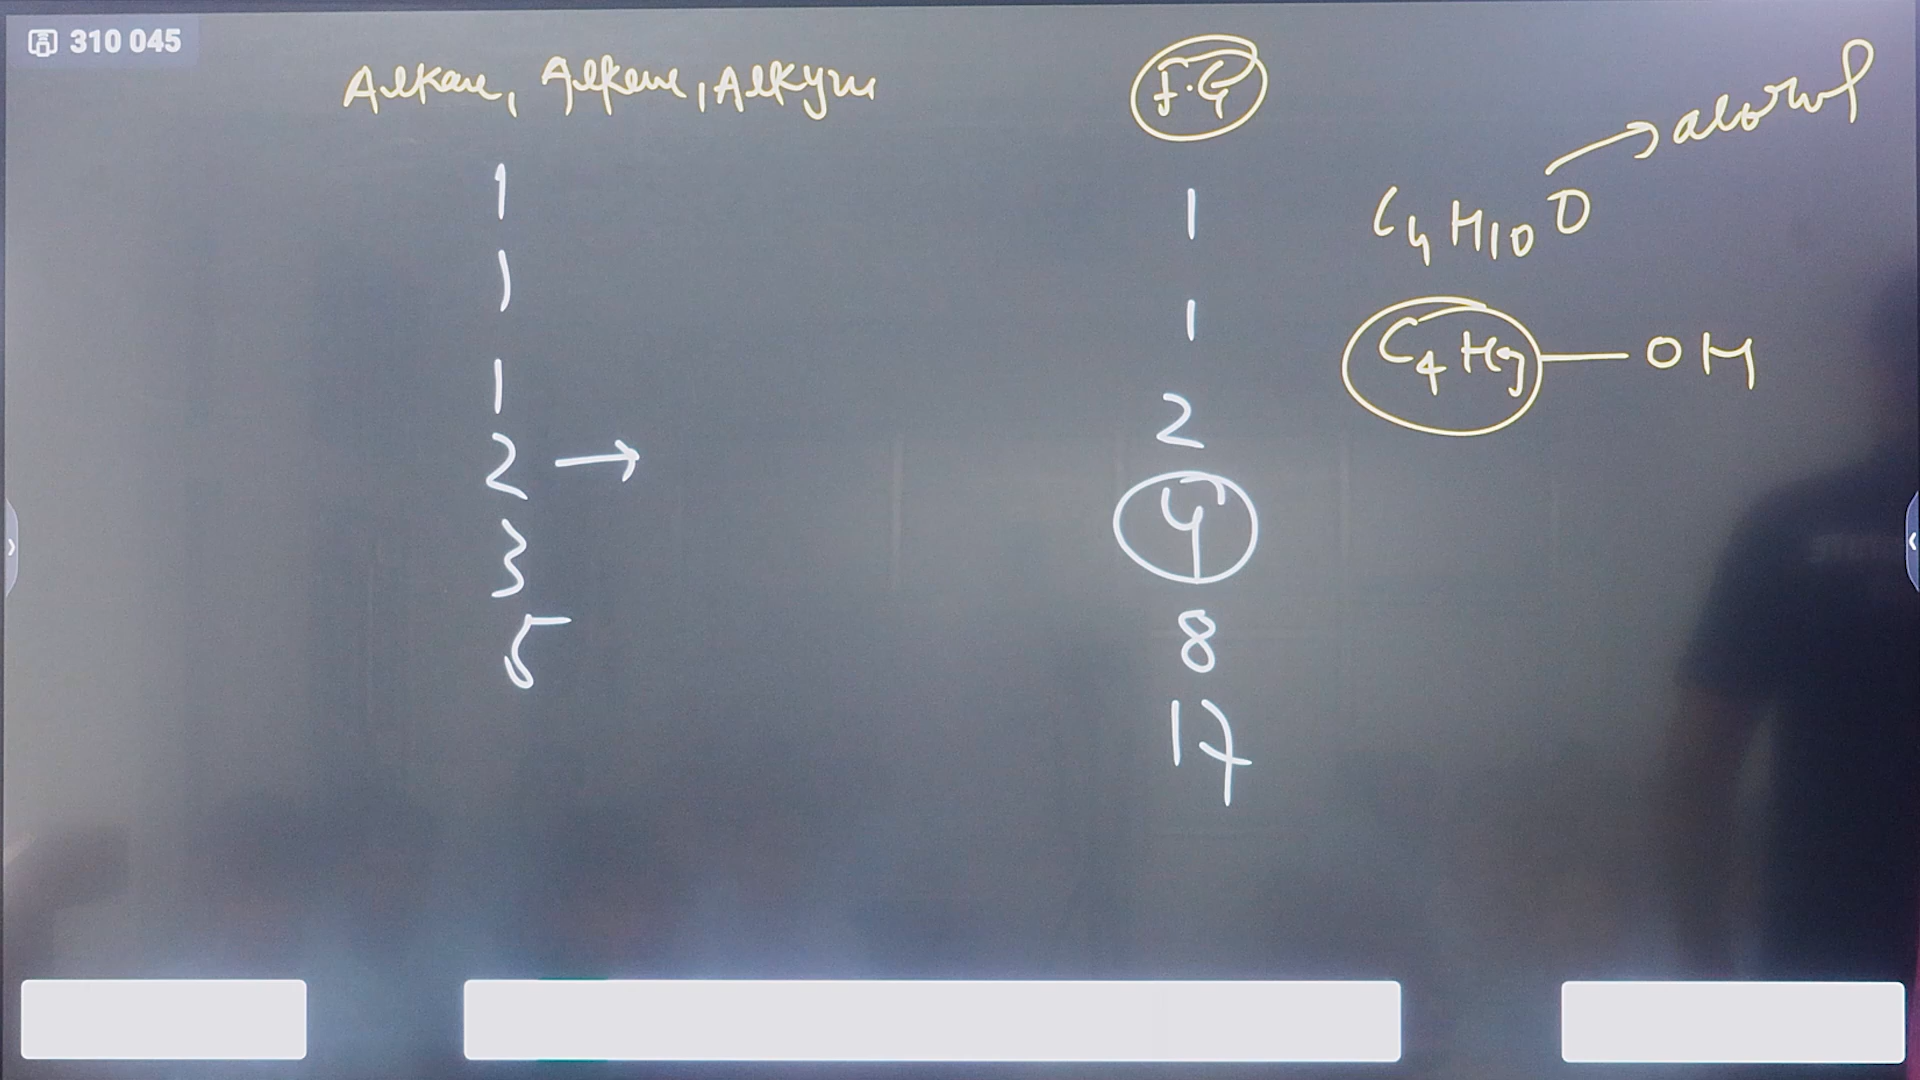 310 045
Alkane, Alkene, Alkyne
F.G
alcohol
1
1
C4H10O
1
1
C4H9—OH
1
2
2 →
4
3
8
5
17